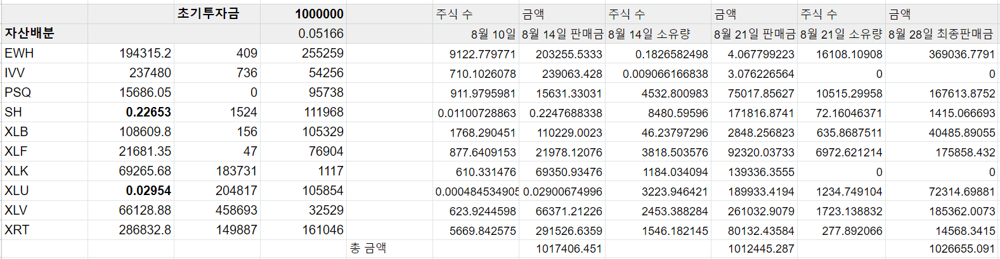 초기투자금 1000000 주식 수 금액 주식 수 금액 주식 수 금액
자산배분 0.05166 8월 10일 8월 14일 판매금 8월 14일 소유량 8월 21일 판매금 8월 21일 소유량 8월 28일 최종판매금
EWH 194315.2 409 255259 9122.779771 203255.5333 0.1826582498 4.067799223 16108.10908 369036.7791
IVV 237480 736 54256 710.1026078 239063.428 0.009066166838 3.076226564 0 0
PSQ 15686.05 0 95738 911.9795981 15631.33031 4532.800983 75017.85627 10515.29958 167613.8752
SH 0.22653 1524 111968 0.01100728863 0.2247688338 8480.59596 171816.8741 72.16046371 1415.066693
XLB 108609.8 156 105329 1768.290451 110229.0023 46.23797296 2848.256823 635.8687511 40485.89055
XLF 21681.35 47 76904 877.6409153 21978.12076 3818.503576 92320.03733 6972.621214 175858.432
XLK 69265.68 183731 1117 610.331476 69350.93476 1184.034094 139336.3555 0 0
XLU 0.02954 204817 105854 0.000484534905 0.02900674996 3223.946421 189933.4194 1234.749104 72314.69881
XLV 66128.88 458693 32529 623.9244598 66371.21226 2453.388284 261032.9079 1723.138832 185362.0073
XRT 286832.8 149887 161046 5669.842575 291526.6359 1546.182145 80132.43584 277.892066 14568.3415
총 금액 1017406.451 1012445.287 1026655.091